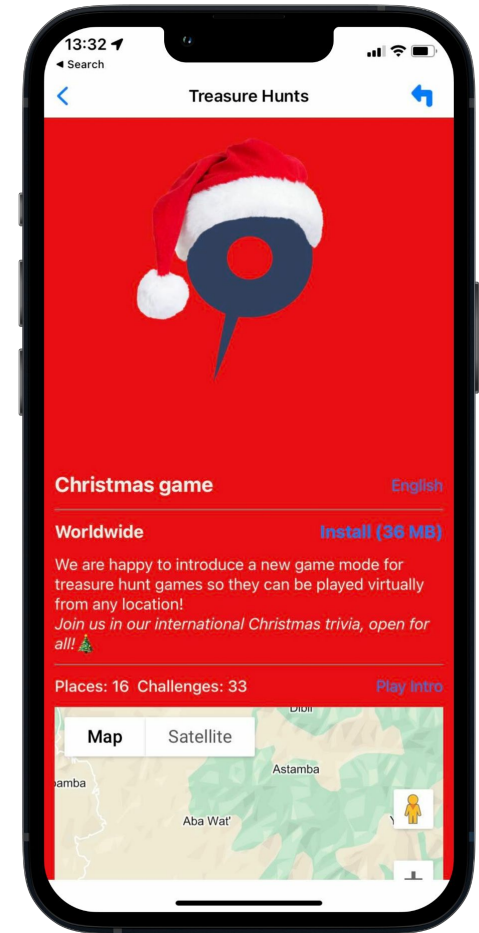 13:32
◀ Search
Treasure Hunts
Christmas game
English
Worldwide
Install (36 MB)
We are happy to introduce a new game mode for
treasure hunt games so they can be played virtually
from any location!
Join us in our international Christmas trivia, open for
all!🎄
Places: 16 Challenges: 33
Play Intro
Map
Satellite
Astamba
Aba Wat'